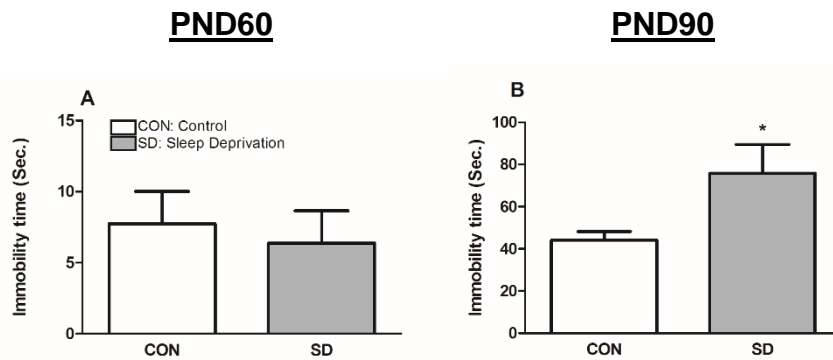 PND60
PND90
A
CON: Control
SD: Sleep Deprivation
Immobility time (Sec.)
15
10
5
0
CON
SD
B
*
Immobility time (Sec.)
100
80
60
40
20
0
CON
SD